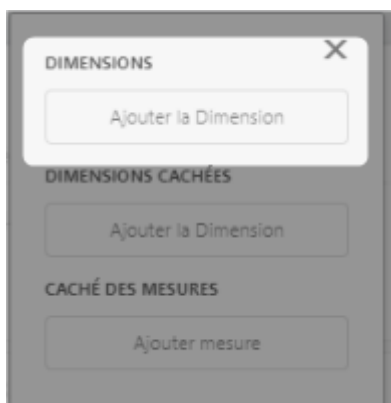 DIMENSIONS
Ajouter la Dimension
DIMENSIONS CACHÉES
Ajouter la Dimension
CACHÉ DES MESURES
Ajouter mesure